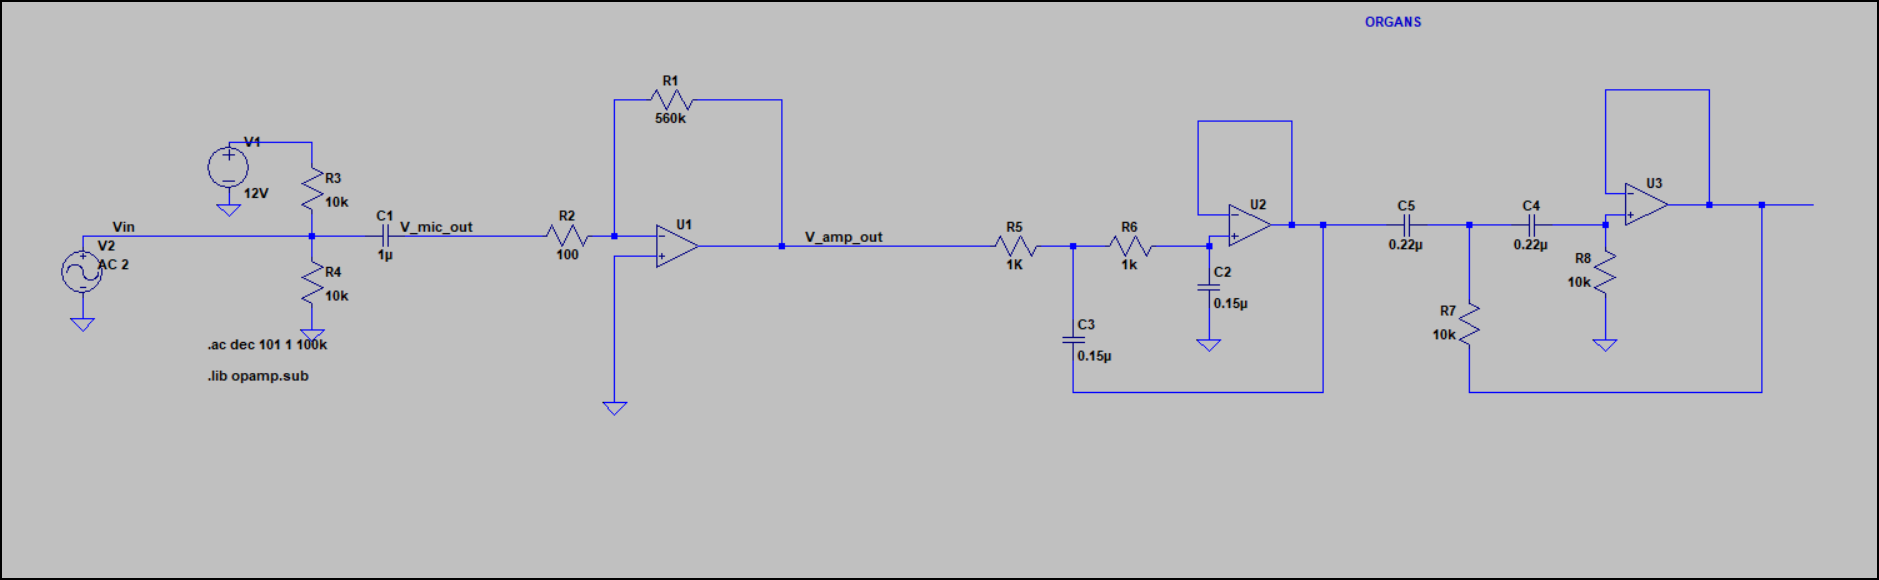 ORGANS
R1
560k
V1
12V
R3
10k
Vin
V2
AC 2
R4
10k
C1
1µ
V_mic_out
R2
100
U1
V_amp_out
R5
1K
R6
1k
U2
C2
0.15µ
C3
0.15µ
C5
0.22µ
C4
0.22µ
U3
R8
10k
R7
10k
.ac dec 101 1 100k
.lib opamp.sub